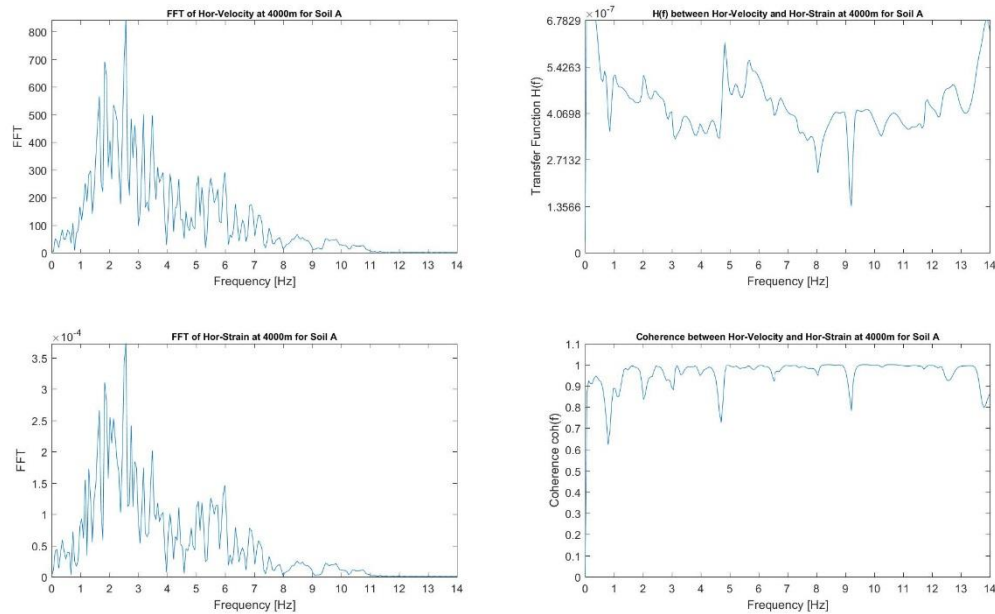 FFT of Hor-Velocity at 4000m for Soil A
800
700
600
500
400
300
200
100
0
FFT
0 1 2 3 4 5 6 7 8 9 10 11 12 13 14
Frequency [Hz]
×10^-7
H(f) between Hor-Velocity and Hor-Strain at 4000m for Soil A
6.7829
5.4263
4.0698
2.7132
1.3566
0
Transfer Function H(f)
0 1 2 3 4 5 6 7 8 9 10 11 12 13 14
Frequency [Hz]
×10^-4
FFT of Hor-Strain at 4000m for Soil A
3.5
3
2.5
2
1.5
1
0.5
0
FFT
0 1 2 3 4 5 6 7 8 9 10 11 12 13 14
Frequency [Hz]
Coherence between Hor-Velocity and Hor-Strain at 4000m for Soil A
1.1
1
0.9
0.8
0.7
0.6
0.5
0.4
0.3
0.2
0.1
0
Coherence coh(f)
0 1 2 3 4 5 6 7 8 9 10 11 12 13 14
Frequency [Hz]